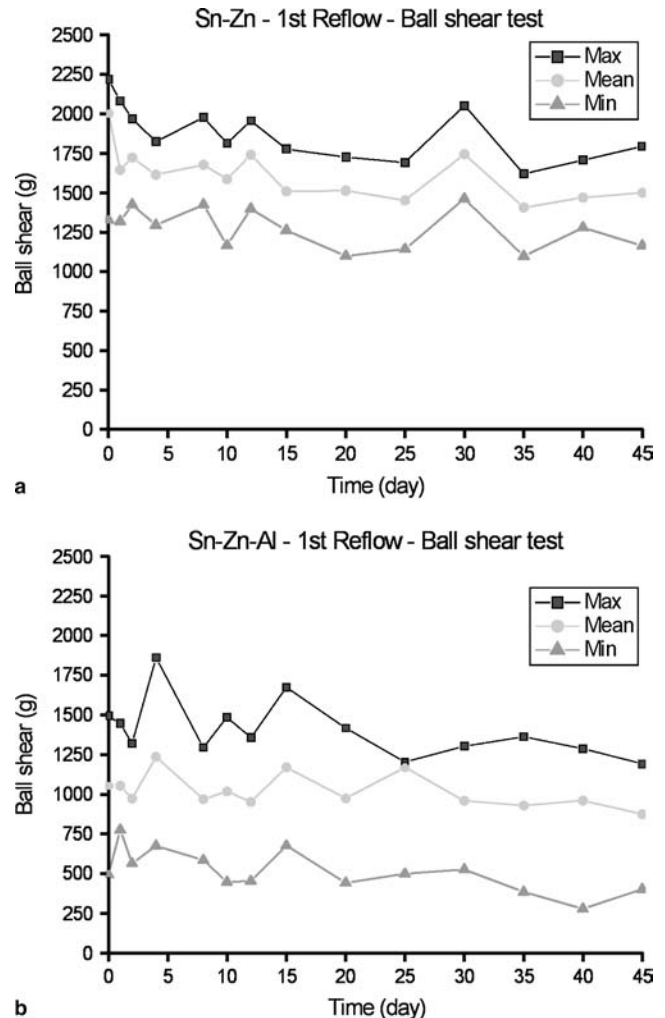 Sn-Zn - 1st Reflow - Ball shear test
2500
2250
2000
1750
1500
1250
1000
750
500
250
0
Ball shear (g)
Max
Mean
Min
0 5 10 15 20 25 30 35 40 45
Time (day)
a
Sn-Zn-Al - 1st Reflow - Ball shear test
2500
2250
2000
1750
1500
1250
1000
750
500
250
0
Ball shear (g)
Max
Mean
Min
0 5 10 15 20 25 30 35 40 45
Time (day)
b